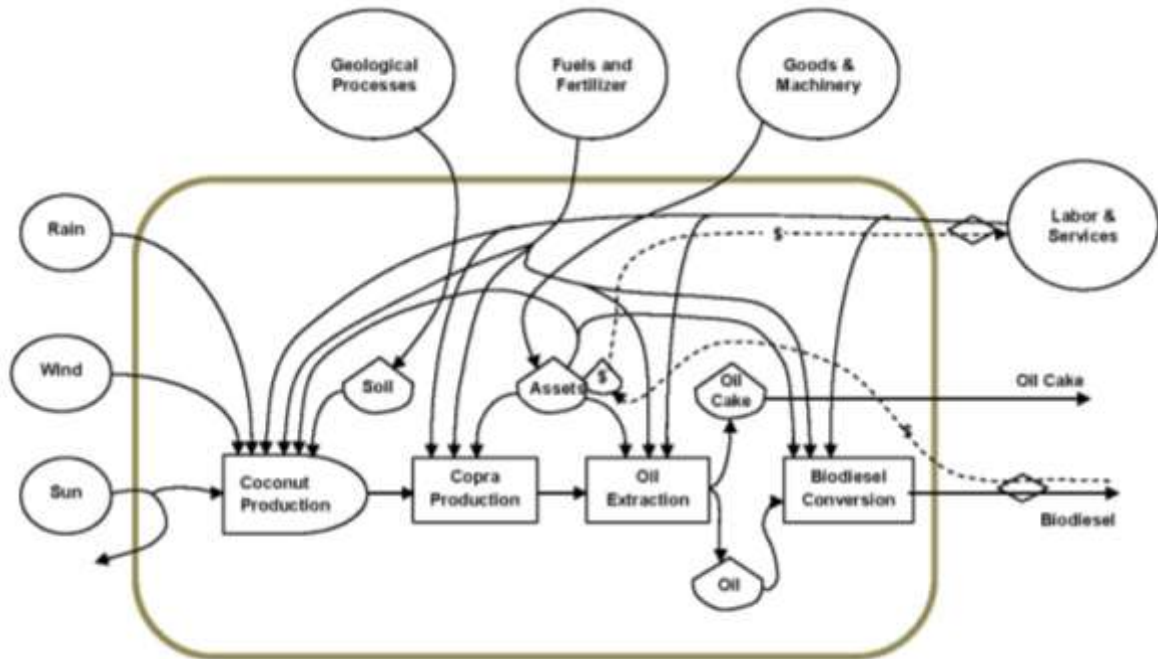 Geological
Processes
Fuels and
Fertilizer
Goods &
Machinery
Rain
Labor &
Services
$
Wind
Soil
Assets
$
Oil
Cake
Oil Cake
$
Sun
Coconut
Production
Copra
Production
Oil
Extraction
Biodiesel
Conversion
Biodiesel
Oil